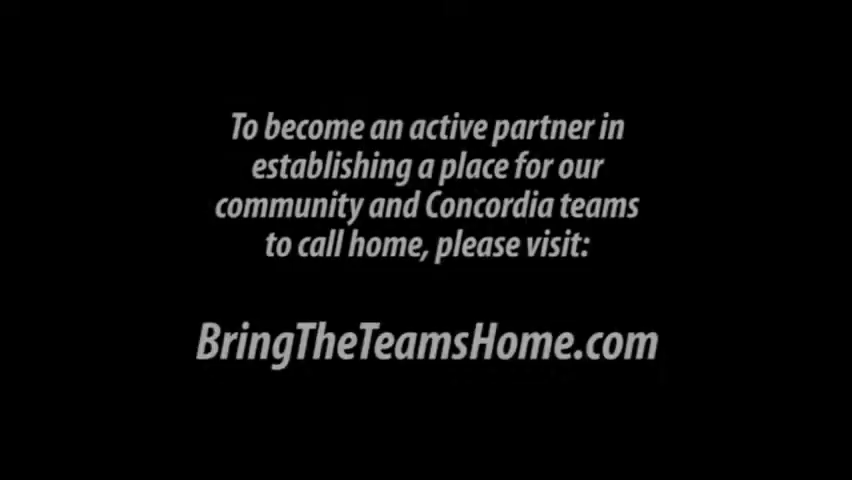 To become an active partner in
establishing a place for our
community and Concordia teams
to call home, please visit:
BringTheTeamsHome.com